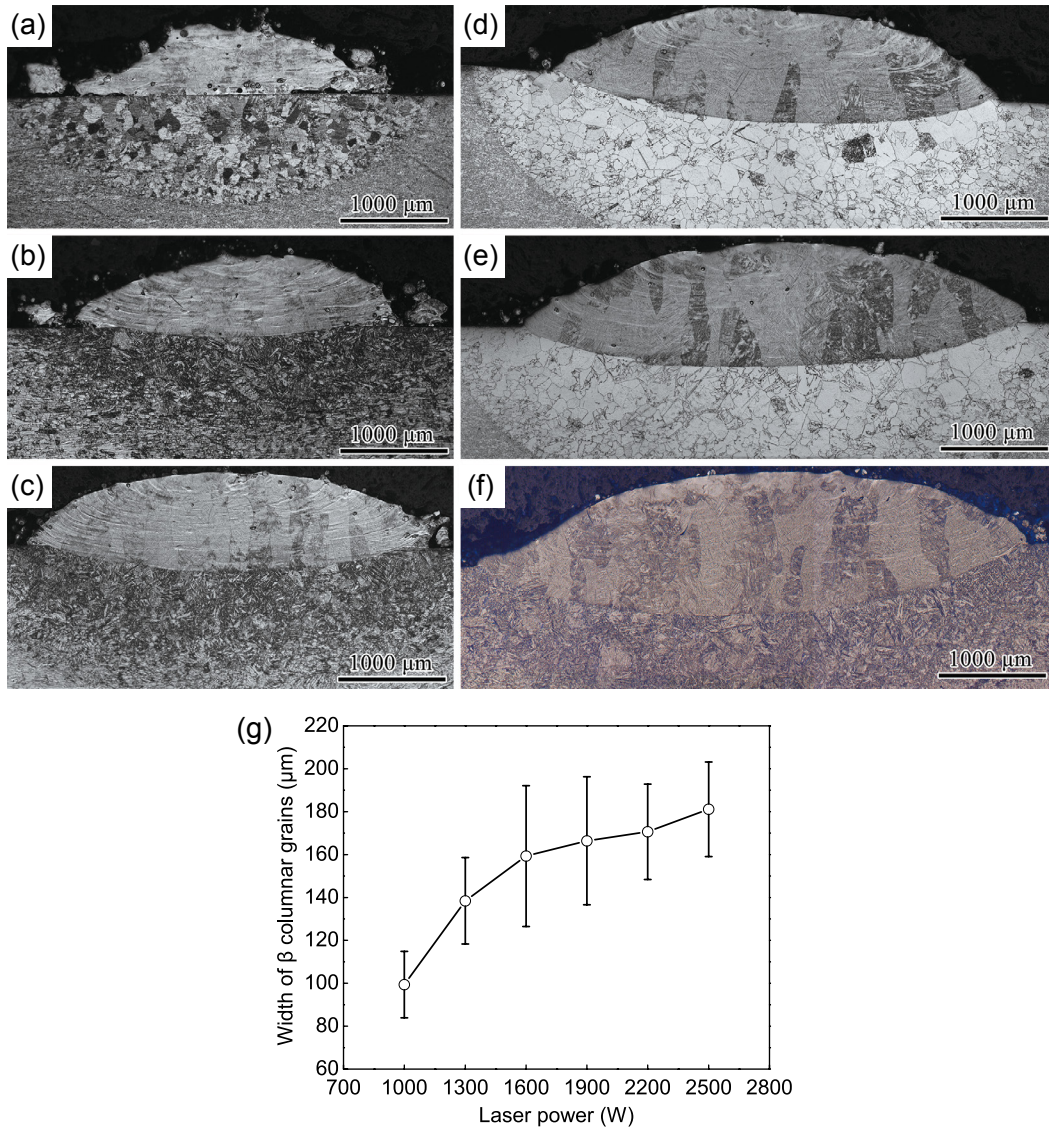 (a)
1000 µm
(b)
1000 µm
(c)
1000 µm
(d)
1000 µm
(e)
1000 µm
(f)
1000 µm
(g)
220
200
180
160
140
120
100
80
60
700 1000 1300 1600 1900 2200 2500 2800
Width of β columnar grains (µm)
Laser power (W)